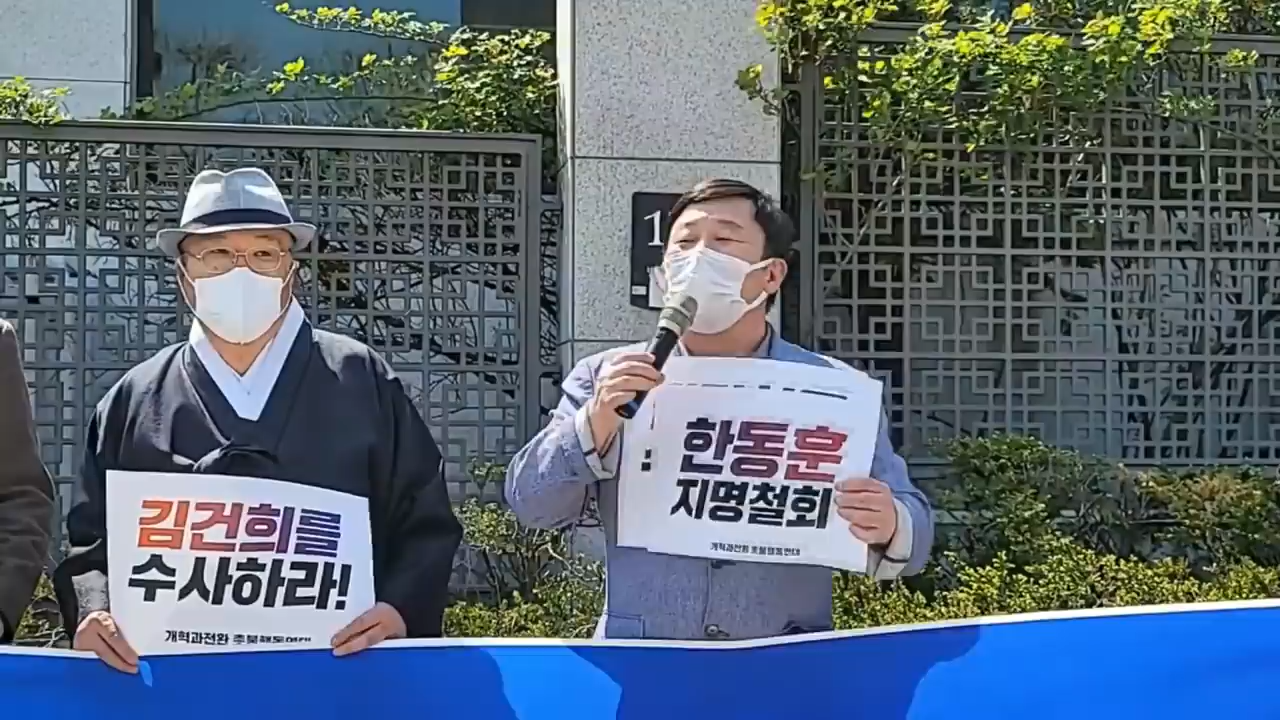 김건희를
수사하라!
개혁과전환 촛불행동연대
한동훈
지명철회
개혁과전환 촛불행동연대
1